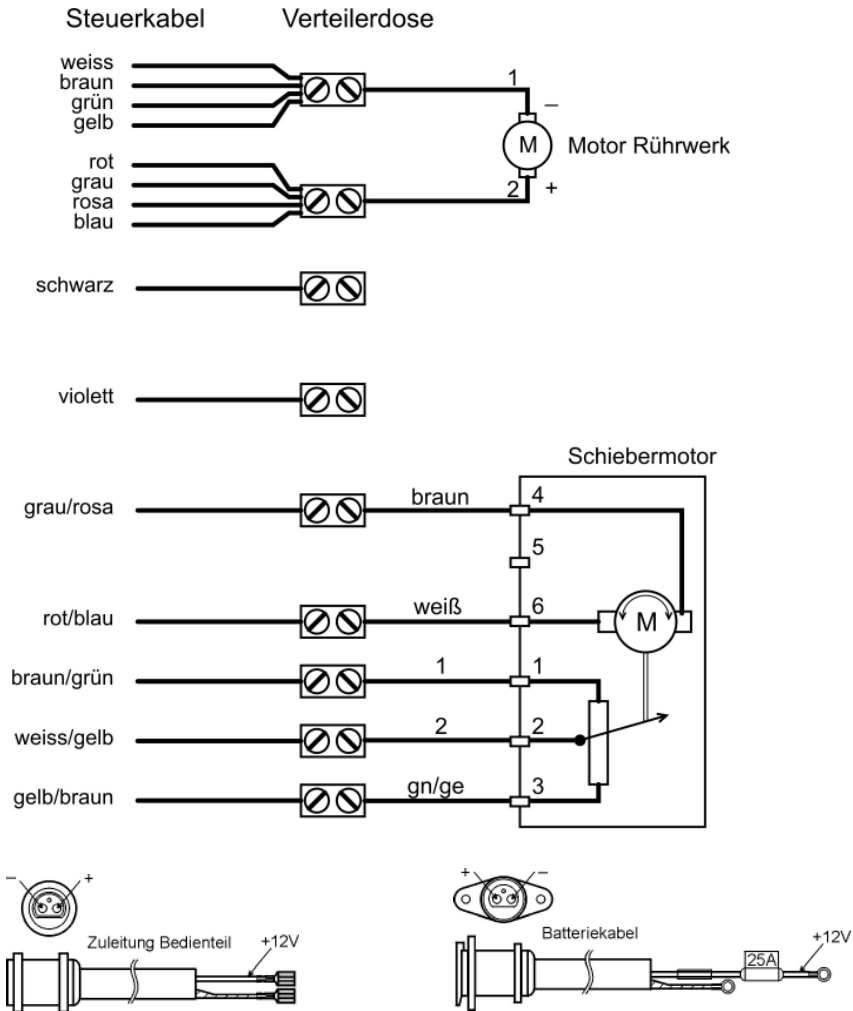 Steuerkabel Verteilerdose
weiss
braun
grün
gelb
1
–
M Motor Rührwerk
2 +
rot
grau
rosa
blau
schwarz
violett
Schiebermotor
grau/rosa braun 4
5
rot/blau weiß 6
M
braun/grün 1 1
weiss/gelb 2 2
gelb/braun gn/ge 3
– +
Zuleitung Bedienteil +12V
+ –
Batteriekabel +12V
25A